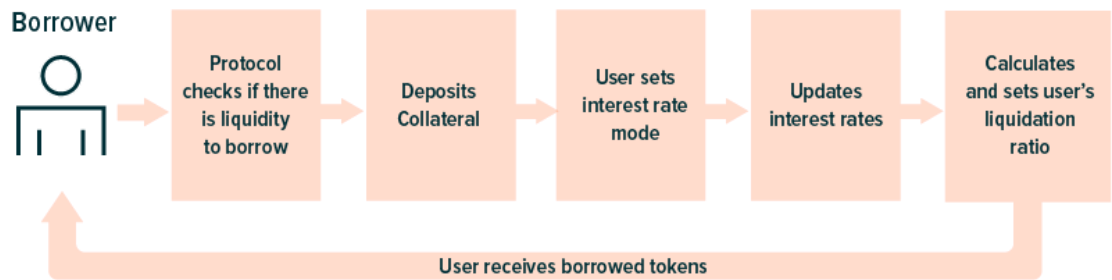 Borrower
Protocol
checks if there
is liquidity
to borrow
Deposits
Collateral
User sets
interest rate
mode
Updates
interest rates
Calculates
and sets user’s
liquidation
ratio
User receives borrowed tokens